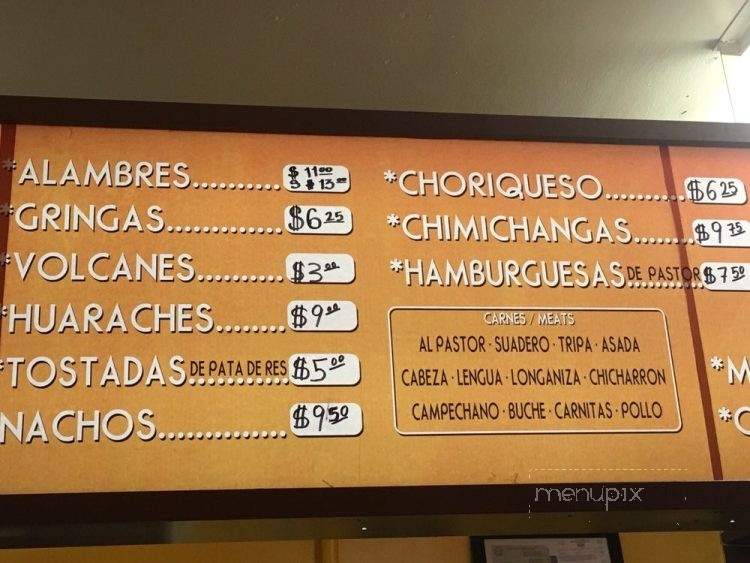 *ALAMBRES.......... $11.00
$13.00
*GRINGAS........... $6.25
*VOLCANES.......... $3.00
*HUARACHES........ $9.00
*TOSTADAS DE PATA DE RES $5.00
NACHOS............. $9.50
*CHORIQUESO........ $6.25
*CHIMICHANGAS....... $9.75
*HAMBURGUESAS DE PASTOR $7.50
CARNES / MEATS
AL PASTOR · SUADERO · TRIPA · ASADA
CABEZA · LENGUA · LONGANIZA · CHICHARRON
CAMPECHANO · BUCHE · CARNITAS · POLLO
*M
*C
menupix